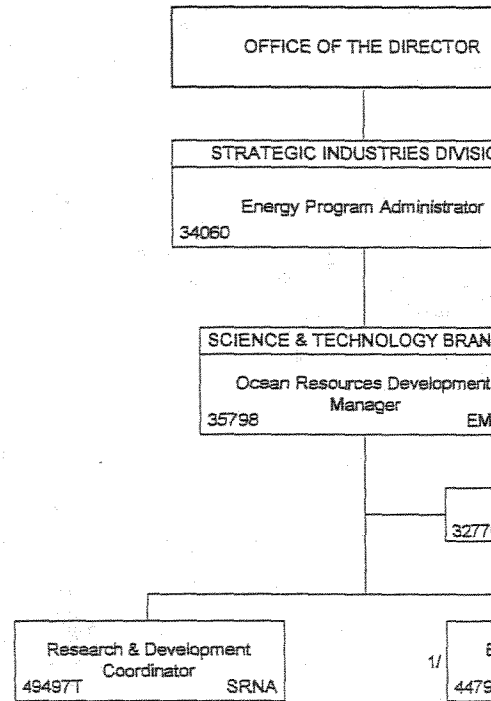 OFFICE OF THE DIRECTOR
STRATEGIC INDUSTRIES DIVISIO
Energy Program Administrator
34060
SCIENCE & TECHNOLOGY BRAN
Ocean Resources Development
Manager
35798 EM
3277
Research & Development
Coordinator
49497T SRNA
1/
4479